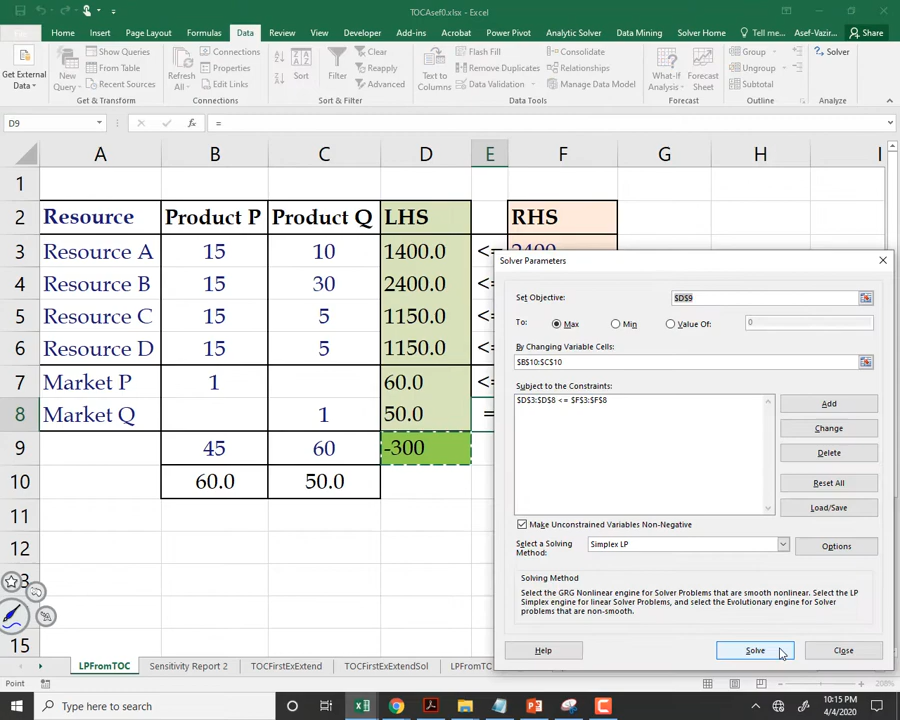 TOCAsef0.xlsx - Excel
File Home Insert Page Layout Formulas Data Review View Developer Add-ins Acrobat Power Pivot Analytic Solver Data Mining Solver Home Tell me... Asef-Vazir... Share
Get External Data
New Query
Show Queries
From Table
Recent Sources
Get & Transform
Refresh All
Connections
Properties
Edit Links
Connections
Sort
Filter
Clear
Reapply
Advanced
Sort & Filter
Text to Columns
Flash Fill
Remove Duplicates
Data Validation
Consolidate
Relationships
Manage Data Model
Data Tools
What-If Analysis
Forecast Sheet
Forecast
Group
Ungroup
Subtotal
Outline
Solver
Analyze
D9 fx =
A B C D E F G H I
1
2 Resource Product P Product Q LHS RHS
3 Resource A 15 10 1400.0 <= 2400
4 Resource B 15 30 2400.0 <=
5 Resource C 15 5 1150.0 <=
6 Resource D 15 5 1150.0 <=
7 Market P 1 60.0 <=
8 Market Q 1 50.0 =
9 45 60 -300
10 60.0 50.0
11
12
13
15
Solver Parameters
Set Objective: $D$9
To: Max Min Value Of: 0
By Changing Variable Cells:
$B$10:$C$10
Subject to the Constraints:
$D$3:$D$8 <= $F$3:$F$8
Add
Change
Delete
Reset All
Load/Save
Make Unconstrained Variables Non-Negative
Select a Solving Method: Simplex LP Options
Solving Method
Select the GRG Nonlinear engine for Solver Problems that are smooth nonlinear. Select the LP
Simplex engine for linear Solver Problems, and select the Evolutionary engine for Solver
problems that are non-smooth.
Help Solve Close
LPFromTOC Sensitivity Report 2 TOCFirstExExtend TOCFirstExExtendSol LPFromTO
Point 208%
Type here to search
10:15 PM
4/4/2020